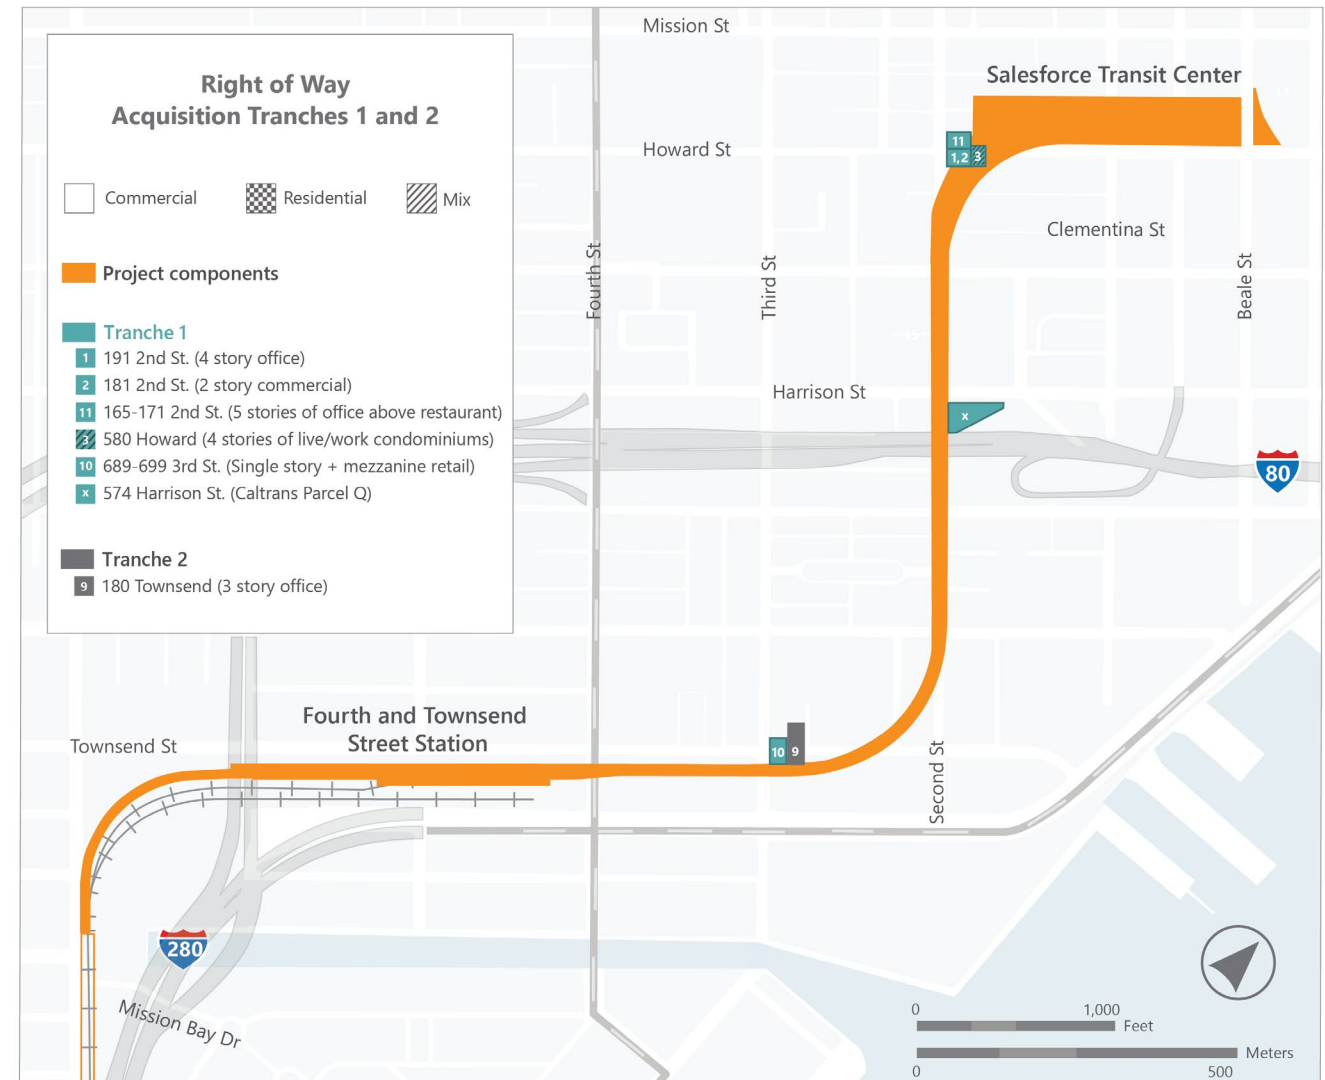 Right of Way
Acquisition Tranches 1 and 2
Commercial
Residential
Mix
Project components
Tranche 1
1 191 2nd St. (4 story office)
2 181 2nd St. (2 story commercial)
11 165-171 2nd St. (5 stories of office above restaurant)
3 580 Howard (4 stories of live/work condominiums)
10 689-699 3rd St. (Single story + mezzanine retail)
x 574 Harrison St. (Caltrans Parcel Q)
Tranche 2
9 180 Townsend (3 story office)
Mission St
Salesforce Transit Center
11
1,2 3
Howard St
Clementina St
Fourth St
Third St
Beale St
Harrison St
x
80
Fourth and Townsend
Street Station
Townsend St
10 9
Second St
280
Mission Bay Dr
0 1,000
Feet
Meters
0 500